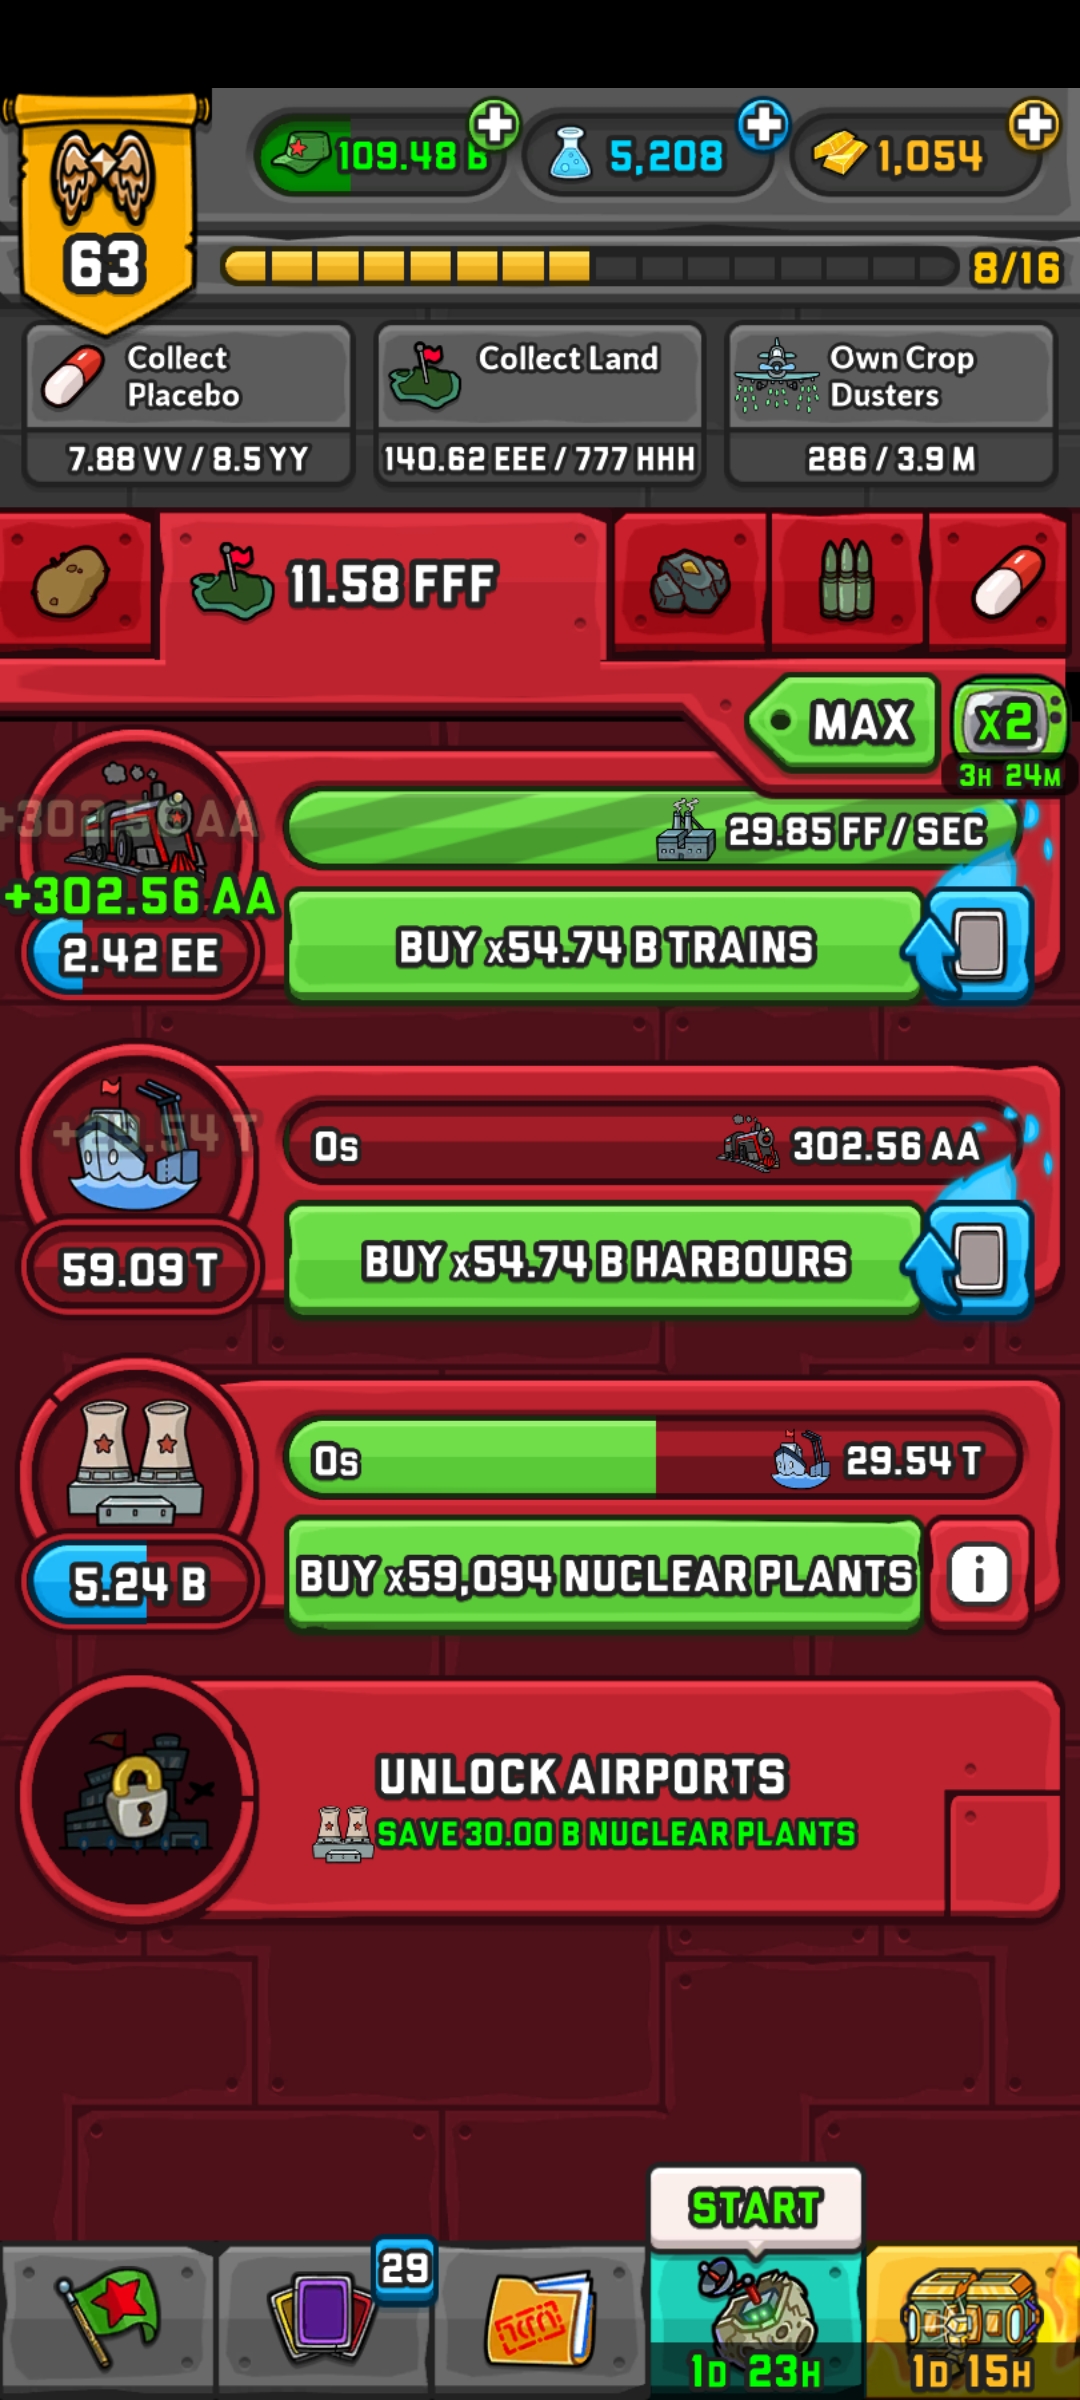 63
109.48 B
5,208
1,054
8/16
Collect Placebo
7.88 VV / 8.5 YY
Collect Land
140.62 EEE / 777 HHH
Own Crop Dusters
286 / 3.9 M
11.58 FFF
MAX
x2
3H 24M
+302.56 AA
29.85 FF / SEC
+302.56 AA
2.42 EE
BUY x54.74 B TRAINS
0s
302.56 AA
59.09 T
BUY x54.74 B HARBOURS
0s
29.54 T
5.24 B
BUY x59,094 NUCLEAR PLANTS
UNLOCK AIRPORTS
SAVE 30.00 B NUCLEAR PLANTS
START
29
1D 23H
1D 15H